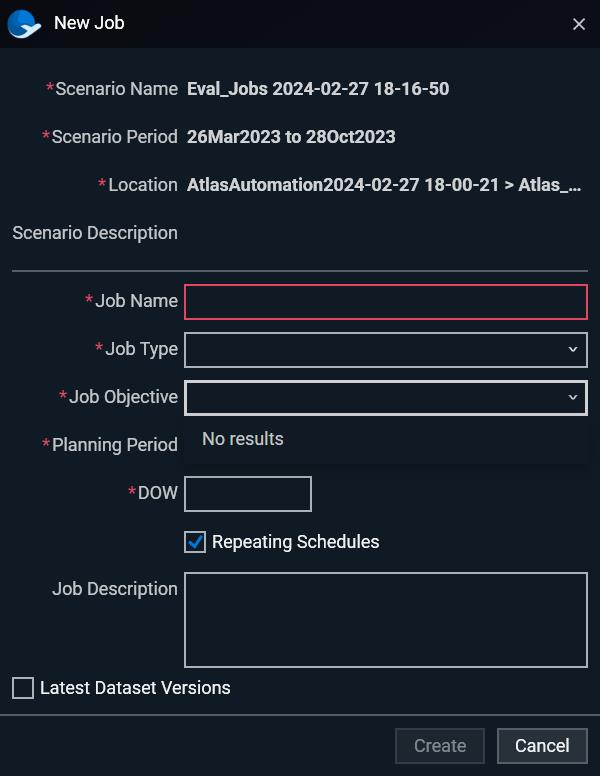 New Job
*Scenario Name Eval_Jobs 2024-02-27 18-16-50
*Scenario Period 26Mar2023 to 28Oct2023
*Location AtlasAutomation2024-02-27 18-00-21 > Atlas_...
Scenario Description
*Job Name
*Job Type
*Job Objective
No results
*Planning Period
*DOW
Repeating Schedules
Job Description
Latest Dataset Versions
Create Cancel